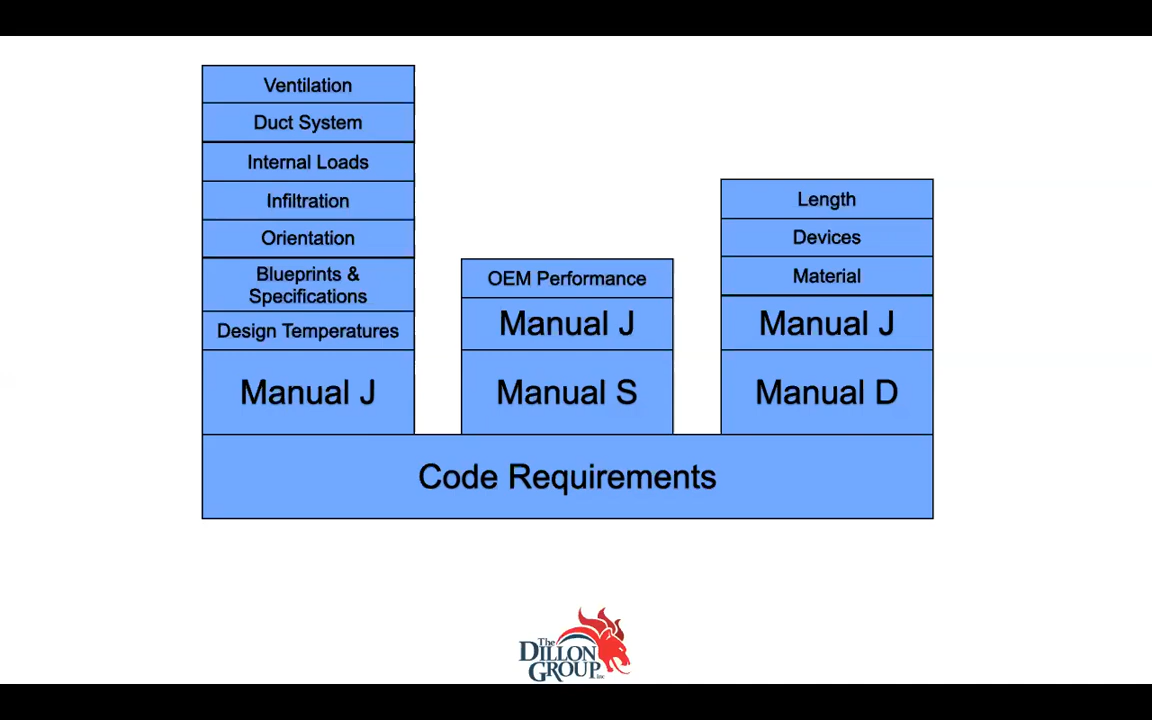 Ventilation
Duct System
Internal Loads
Infiltration
Orientation
Blueprints &
Specifications
Design Temperatures
Manual J
OEM Performance
Manual J
Manual S
Length
Devices
Material
Manual J
Manual D
Code Requirements
The
DILLON
GROUP Inc